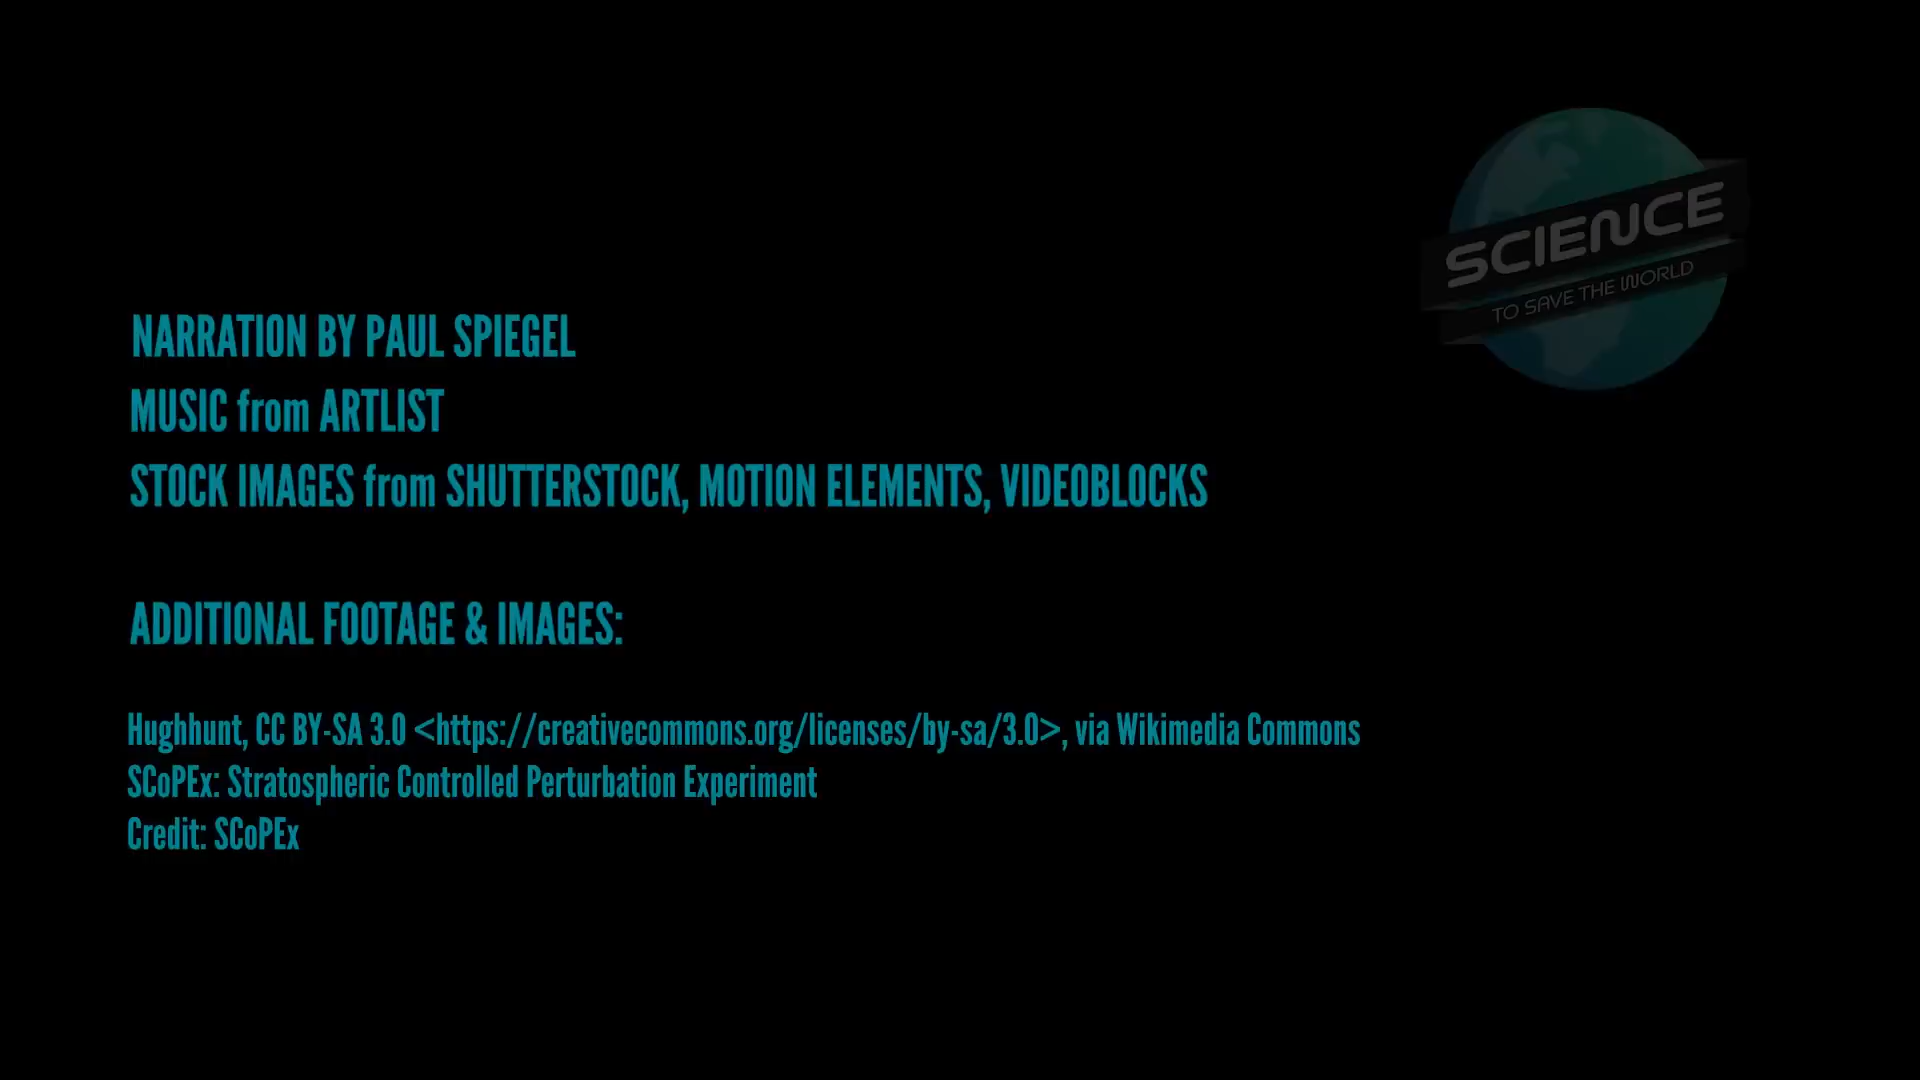 SCIENCE
TO SAVE THE WORLD
NARRATION BY PAUL SPIEGEL
MUSIC from ARTLIST
STOCK IMAGES from SHUTTERSTOCK, MOTION ELEMENTS, VIDEOBLOCKS
ADDITIONAL FOOTAGE & IMAGES:
Hughhunt, CC BY-SA 3.0 <https://creativecommons.org/licenses/by-sa/3.0>, via Wikimedia Commons
SCoPEx: Stratospheric Controlled Perturbation Experiment
Credit: SCoPEx